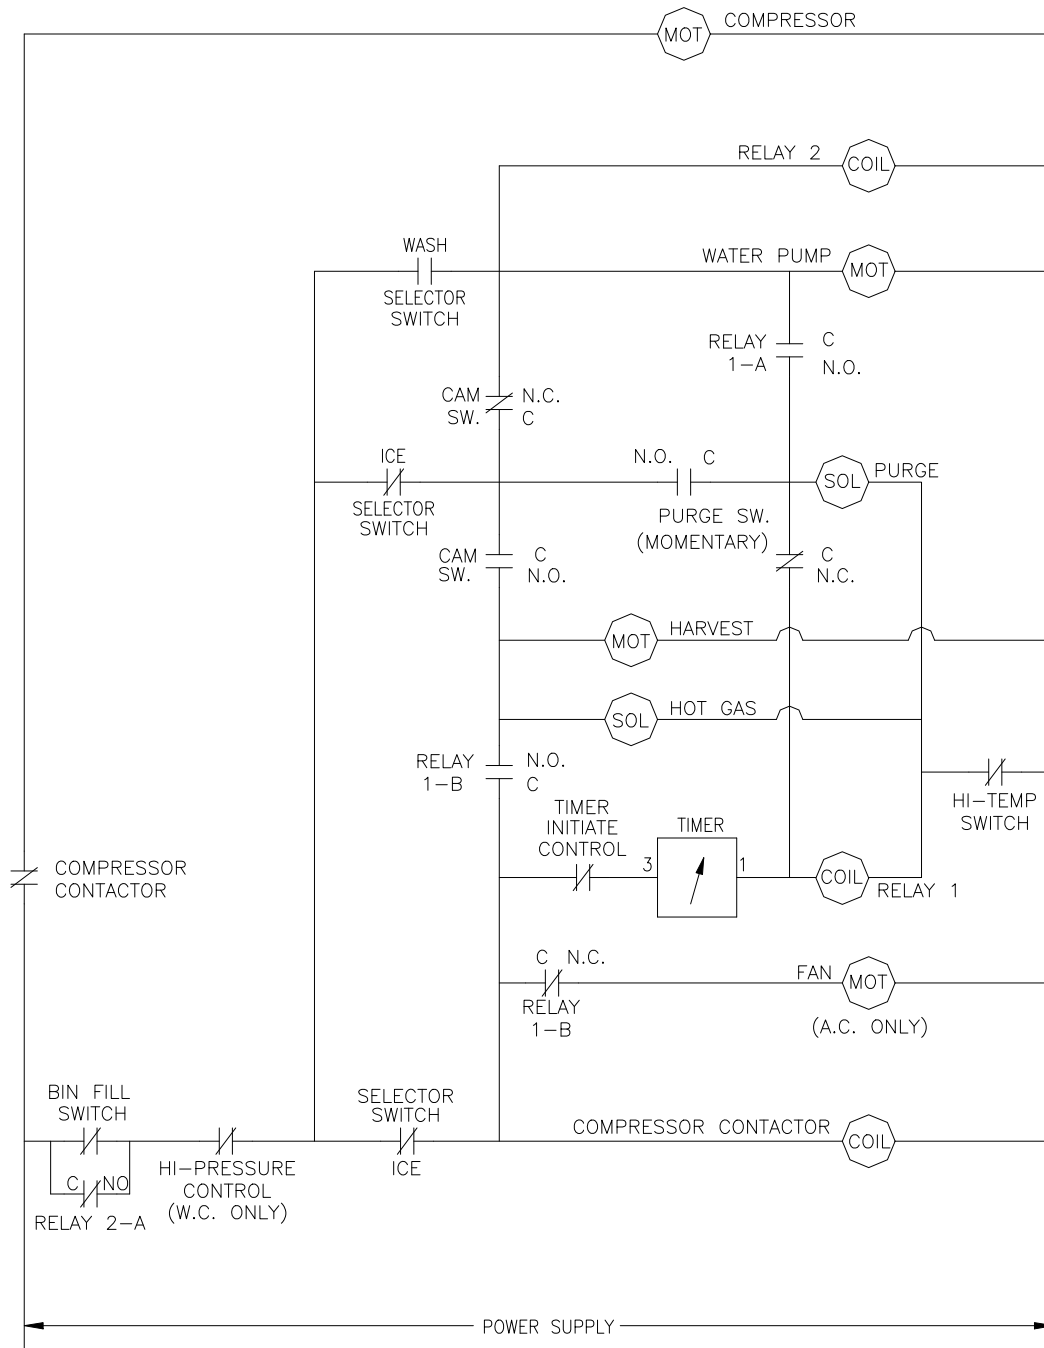 MOT COMPRESSOR
RELAY 2 COIL
WASH
SELECTOR
SWITCH
WATER PUMP MOT
RELAY
1-A
C
N.O.
CAM
SW.
N.C.
C
ICE
SELECTOR
SWITCH
N.O. C
PURGE SW.
(MOMENTARY)
SOL PURGE
CAM
SW.
C
N.O.
C
N.C.
MOT HARVEST
SOL HOT GAS
RELAY
1-B
N.O.
C
HI-TEMP
SWITCH
TIMER
INITIATE
CONTROL
TIMER
3 1
COIL
RELAY 1
COMPRESSOR
CONTACTOR
C N.C.
RELAY
1-B
FAN MOT
(A.C. ONLY)
BIN FILL
SWITCH
C NO
RELAY 2-A
HI-PRESSURE
CONTROL
(W.C. ONLY)
SELECTOR
SWITCH
ICE
COMPRESSOR CONTACTOR COIL
POWER SUPPLY